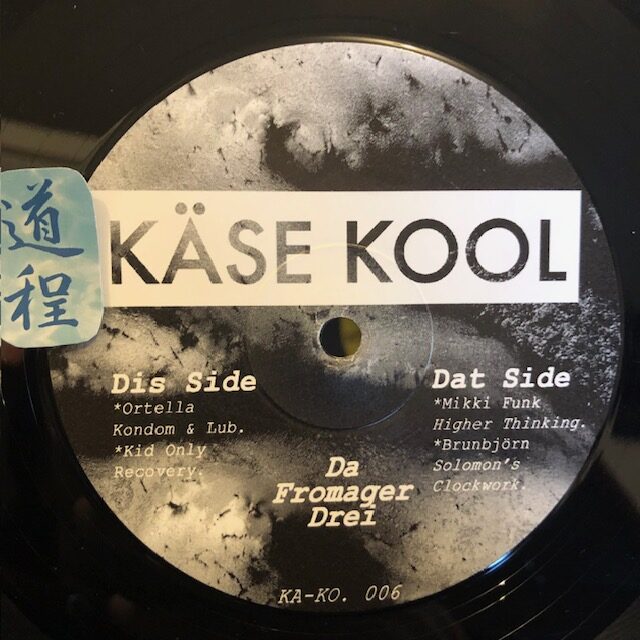 道程
KÄSE KOOL
Dis Side
*Ortella
Kondom & Lub.
*Kid Only
Recovery.
Dat Side
*Mikki Funk
Higher Thinking.
*Brunbjörn
Solomon's
Clockwork.
Da
Fromager
Drei
KA-KO. 006